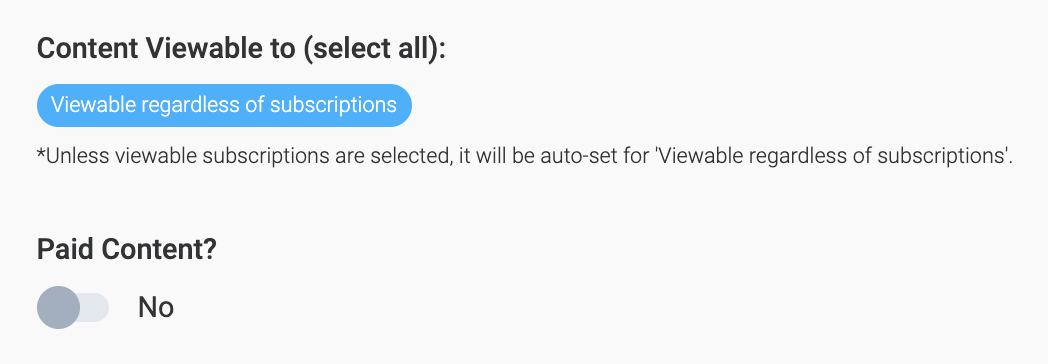 Content Viewable to (select all):
Viewable regardless of subscriptions
*Unless viewable subscriptions are selected, it will be auto-set for 'Viewable regardless of subscriptions'.
Paid Content?
No